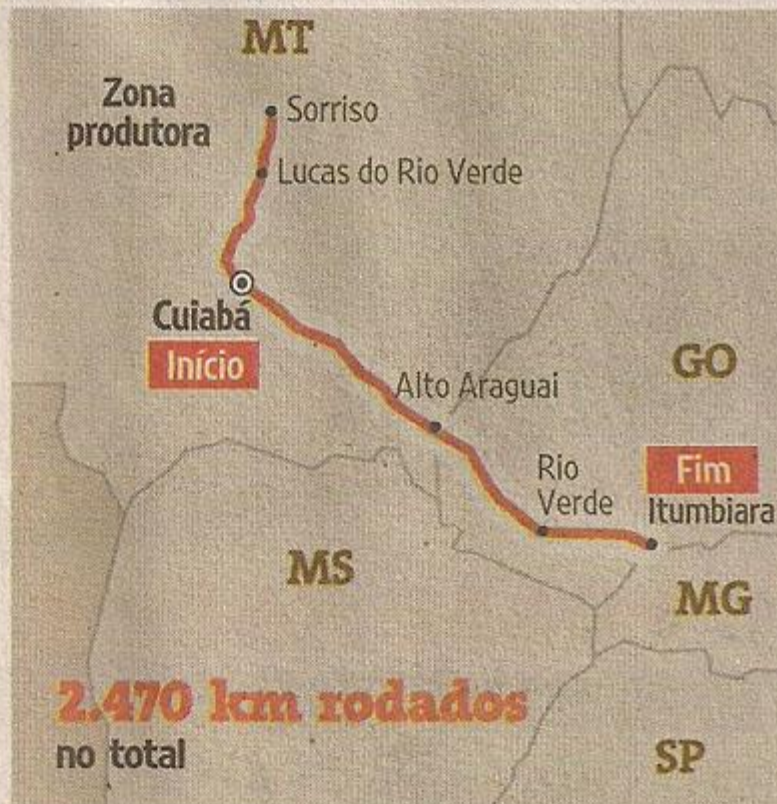 MT
Zona
produtora
Sorriso
Lucas do Rio Verde
Cuiabá
Início
Alto Araguai
GO
Rio
Verde
Fim
Itumbiara
MS
MG
2.470 km rodados
no total
SP